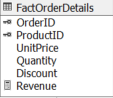 FactOrderDetails
OrderID
ProductID
UnitPrice
Quantity
Discount
Revenue